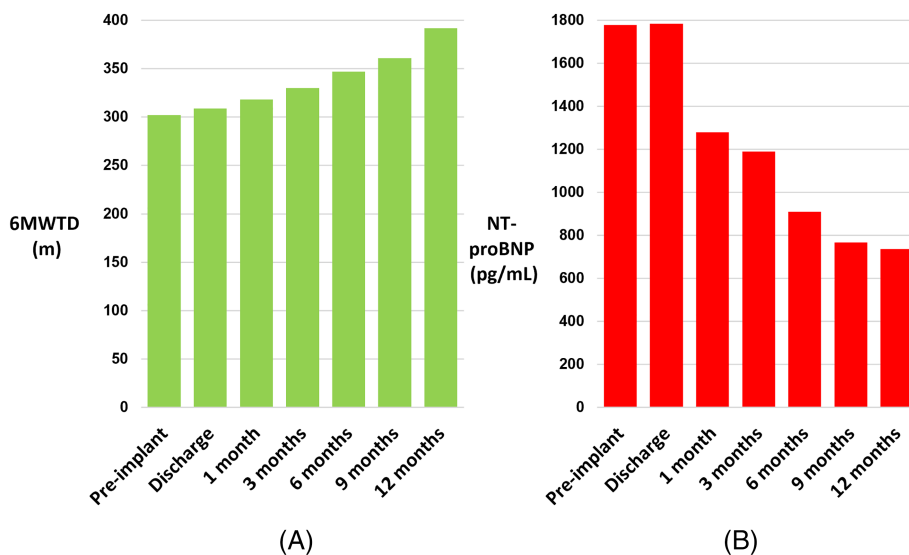 400
350
300
250
200
150
100
50
0
6MWTD
(m)
Pre-implant
Discharge
1 month
3 months
6 months
9 months
12 months
(A)
1800
1600
1400
1200
1000
800
600
400
200
0
NT-
proBNP
(pg/mL)
Pre-implant
Discharge
1 month
3 months
6 months
9 months
12 months
(B)